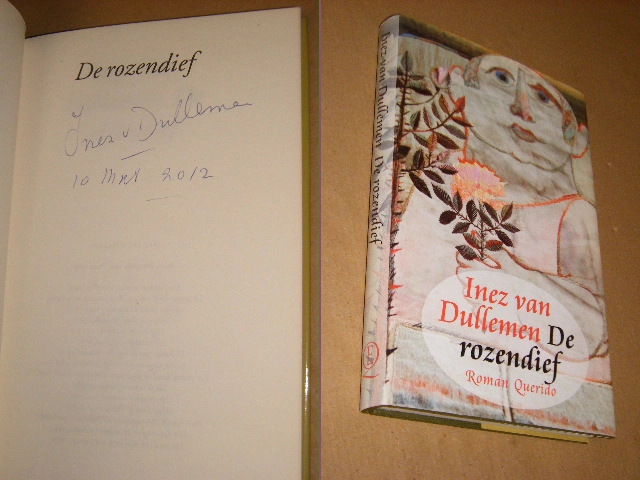 De rozendief
Inez v Dullemen
10 Mrt 2012
Inez van Dullemen De rozendief
Inez van
Dullemen De
rozendief
Roman Querido